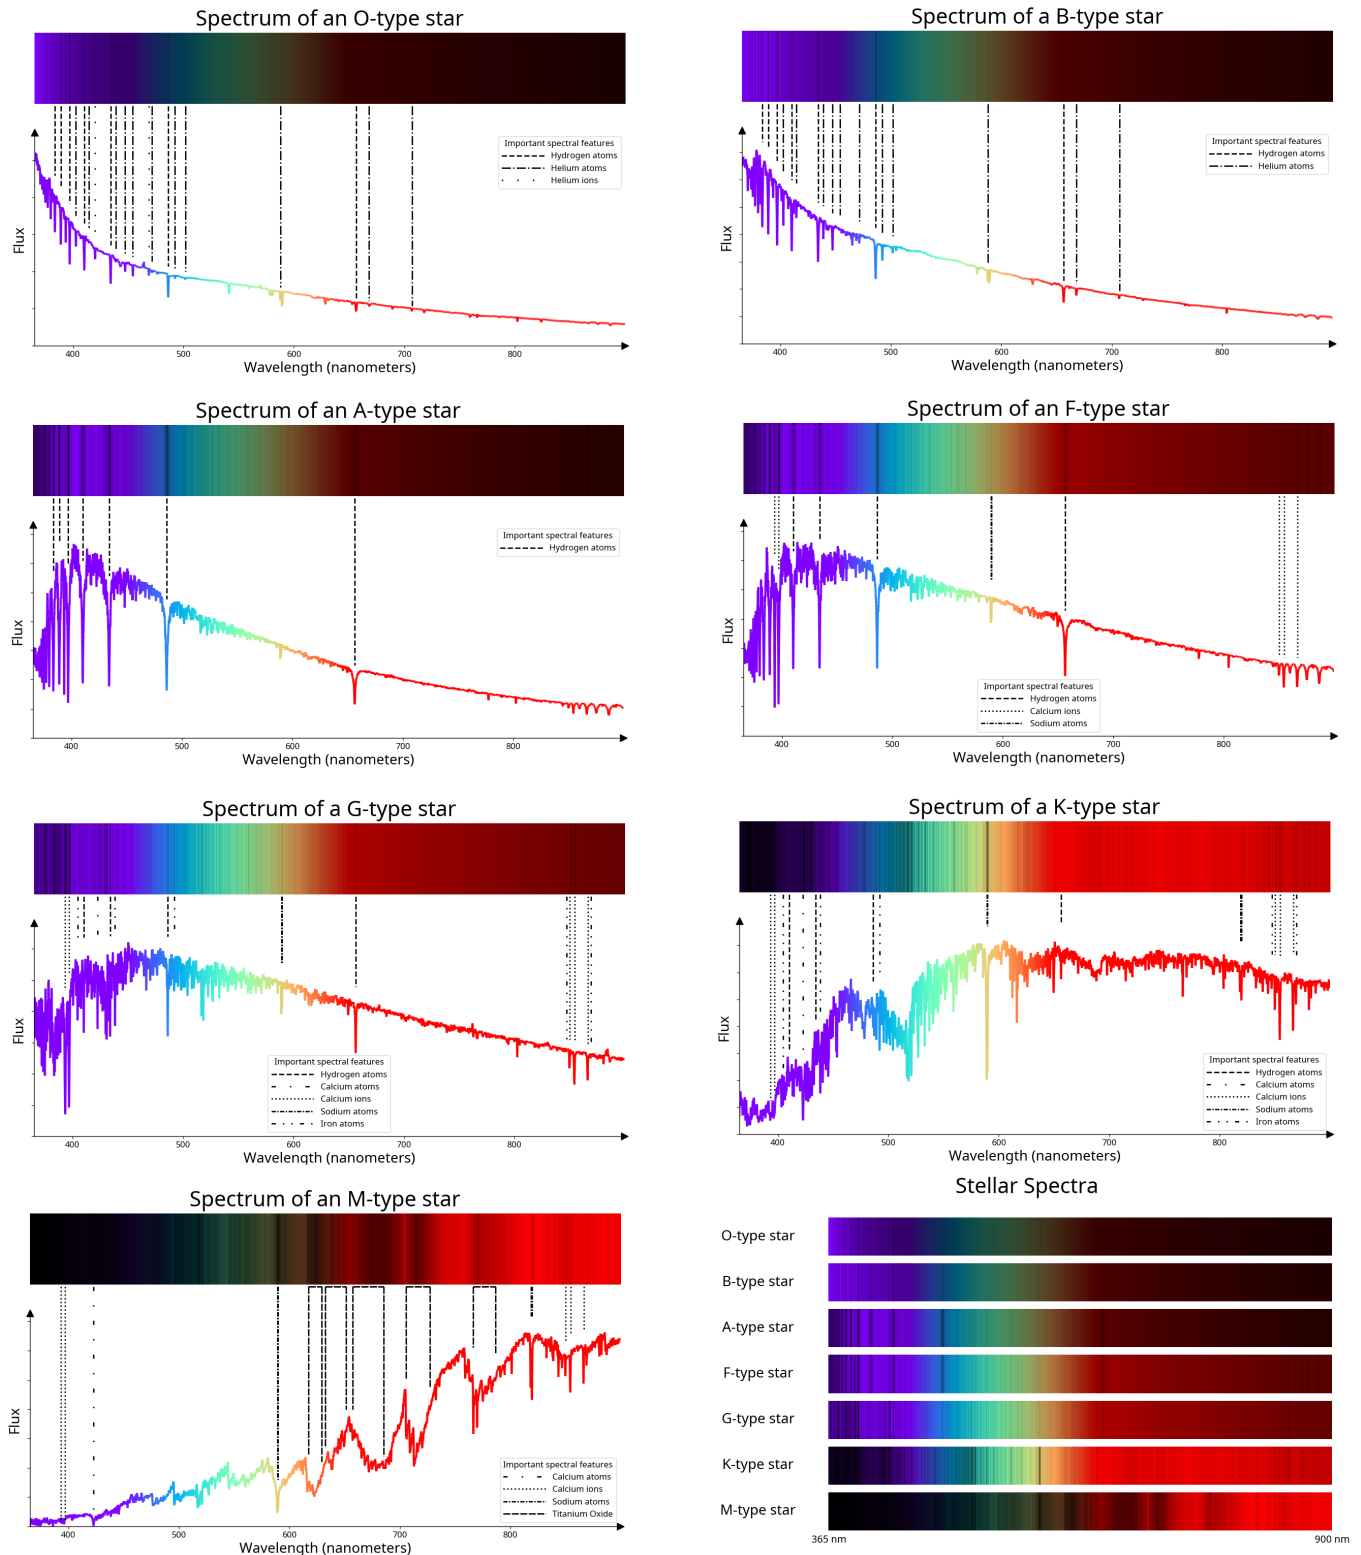 Spectrum of an O-type star
Important spectral features
Hydrogen atoms
Helium atoms
Helium ions
Flux
400 500 600 700 800
Wavelength (nanometers)
Spectrum of a B-type star
Important spectral features
Hydrogen atoms
Helium atoms
Flux
400 500 600 700 800
Wavelength (nanometers)
Spectrum of an A-type star
Important spectral features
Hydrogen atoms
Flux
400 500 600 700 800
Wavelength (nanometers)
Spectrum of an F-type star
Flux
Important spectral features
Hydrogen atoms
Calcium ions
Sodium atoms
400 500 600 700 800
Wavelength (nanometers)
Spectrum of a G-type star
Flux
Important spectral features
Hydrogen atoms
Calcium atoms
Calcium ions
Sodium atoms
Iron atoms
400 500 600 700 800
Wavelength (nanometers)
Spectrum of a K-type star
Flux
Important spectral features
Hydrogen atoms
Calcium atoms
Calcium ions
Sodium atoms
Iron atoms
400 500 600 700 800
Wavelength (nanometers)
Spectrum of an M-type star
Flux
Important spectral features
Calcium atoms
Calcium ions
Sodium atoms
Titanium Oxide
400 500 600 700 800
Wavelength (nanometers)
Stellar Spectra
O-type star
B-type star
A-type star
F-type star
G-type star
K-type star
M-type star
365 nm 900 nm